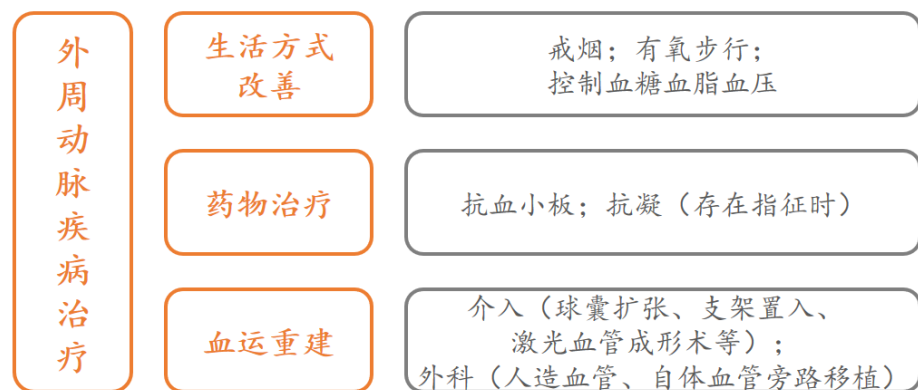 外周动脉疾病治疗
生活方式
改善
戒烟；有氧步行；
控制血糖血脂血压
药物治疗
抗血小板；抗凝（存在指征时）
血运重建
介入（球囊扩张、支架置入、
激光血管成形术等）；
外科（人造血管、自体血管旁路移植）